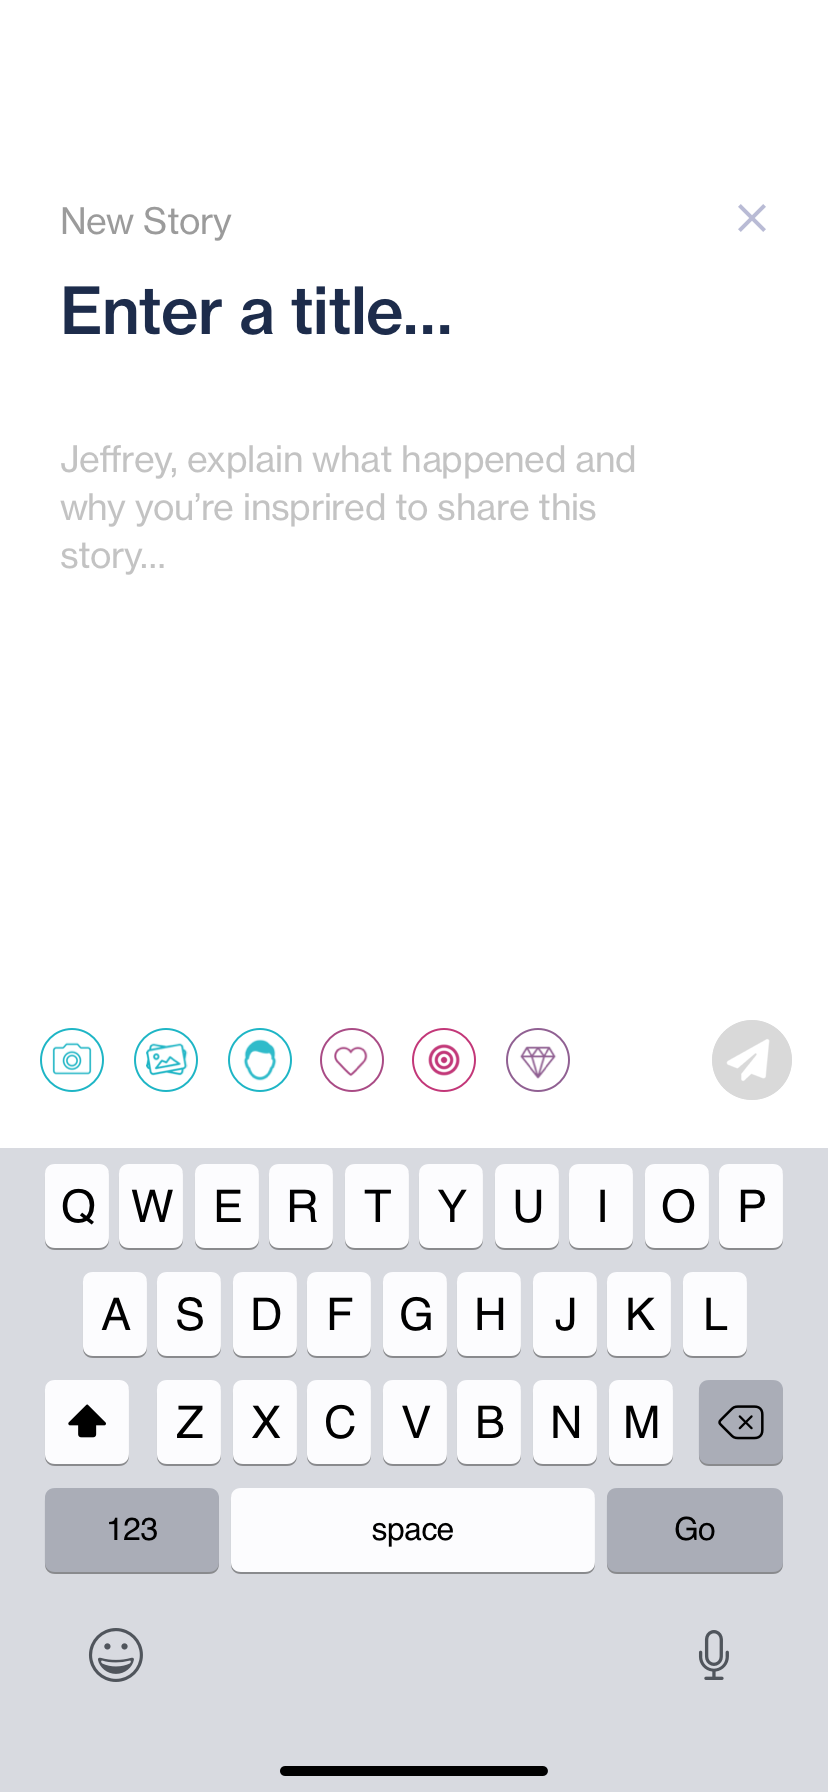 New Story
Enter a title...
Jeffrey, explain what happened and
why you’re insprired to share this
story...
Q W E R T Y U I O P
A S D F G H J K L
Z X C V B N M
123 space Go